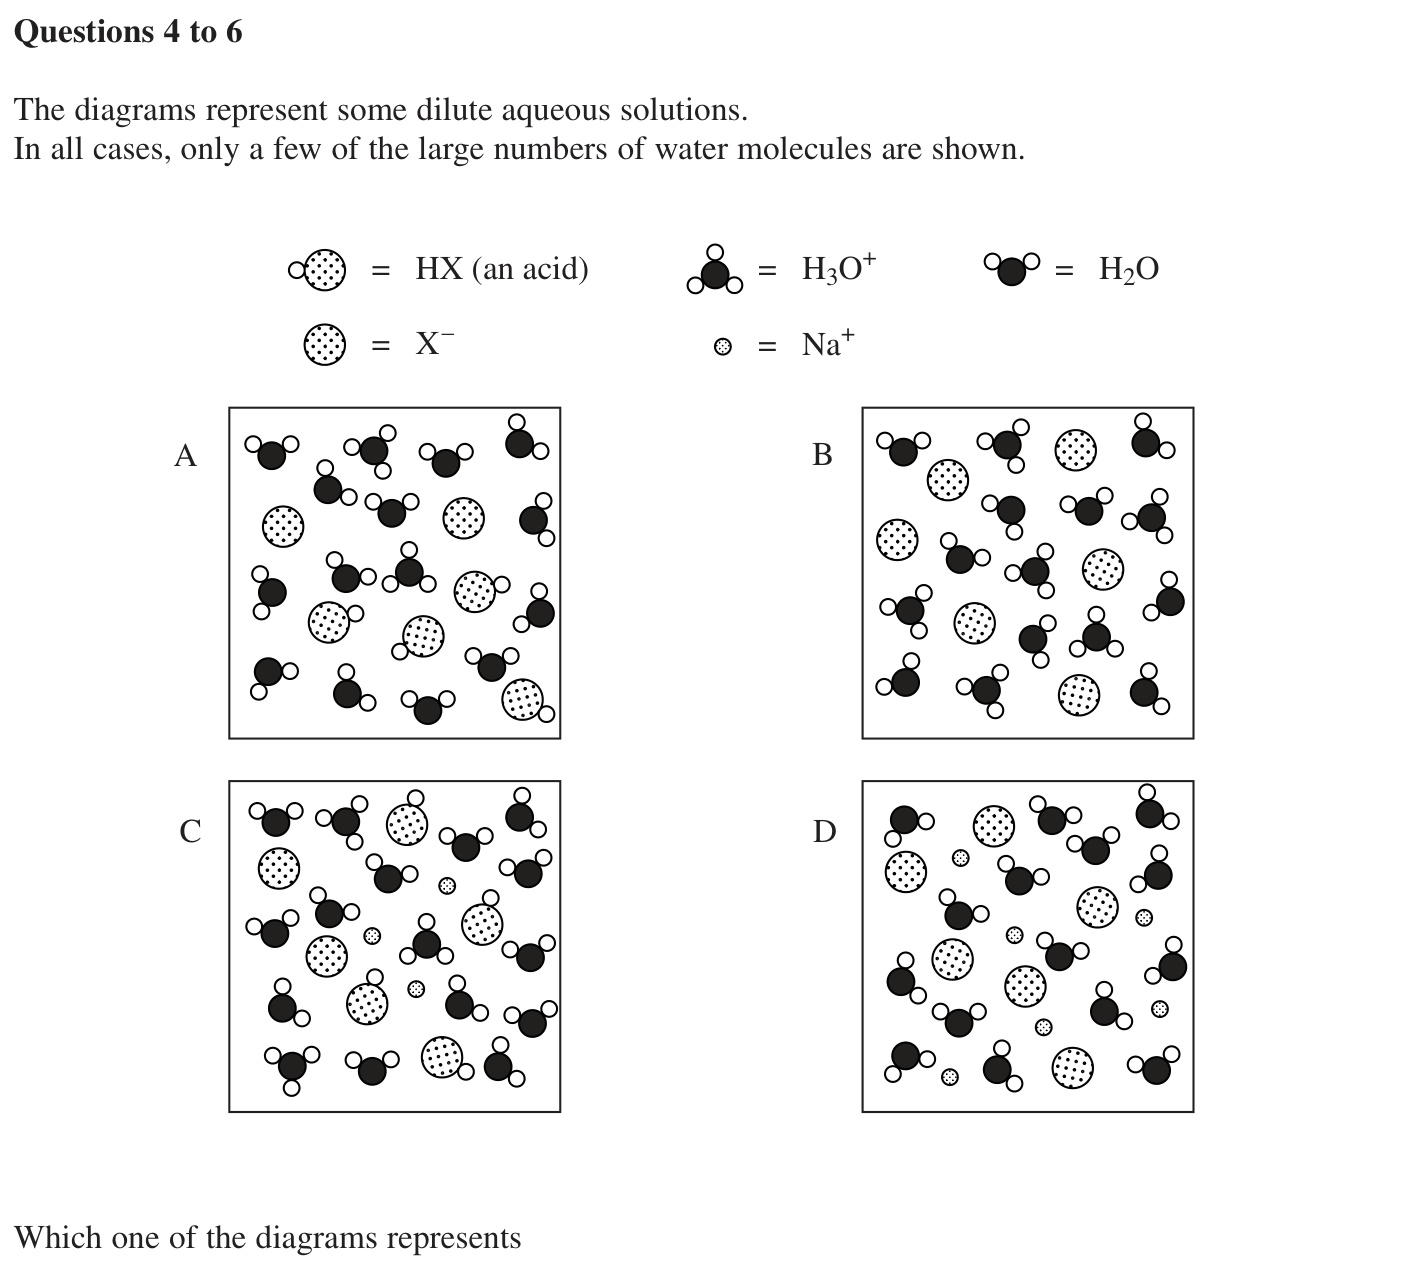 Questions 4 to 6
The diagrams represent some dilute aqueous solutions.
In all cases, only a few of the large numbers of water molecules are shown.
= HX (an acid) = H₃O⁺ = H₂O
= X⁻ = Na⁺
A B
C D
Which one of the diagrams represents